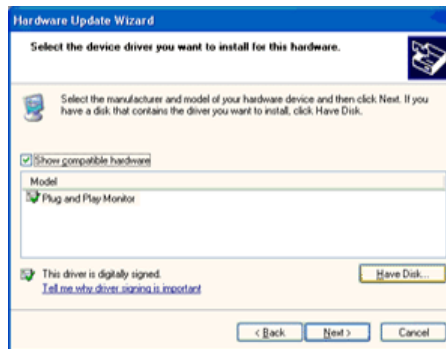 Hardware Update Wizard
Select the device driver you want to install for this hardware.
Select the manufacturer and model of your hardware device and then click Next. If you
have a disk that contains the driver you want to install, click Have Disk.
Show compatible hardware
Model
Plug and Play Monitor
This driver is digitally signed.
Have Disk...
Tell me why driver signing is important
< Back
Next >
Cancel